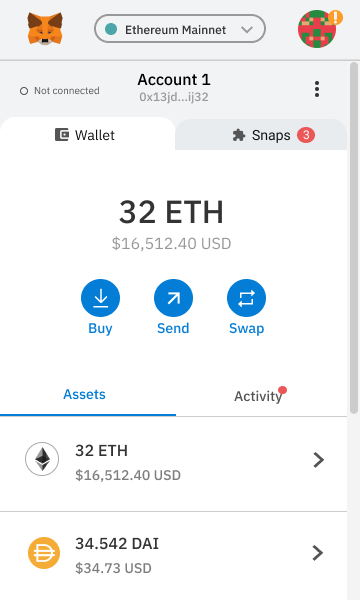 Ethereum Mainnet
!
Not connected
Account 1
0x13jd...ij32
Wallet
Snaps 3
32 ETH
$16,512.40 USD
Buy
Send
Swap
Assets
Activity
32 ETH
$16,512.40 USD
34.542 DAI
$34.73 USD